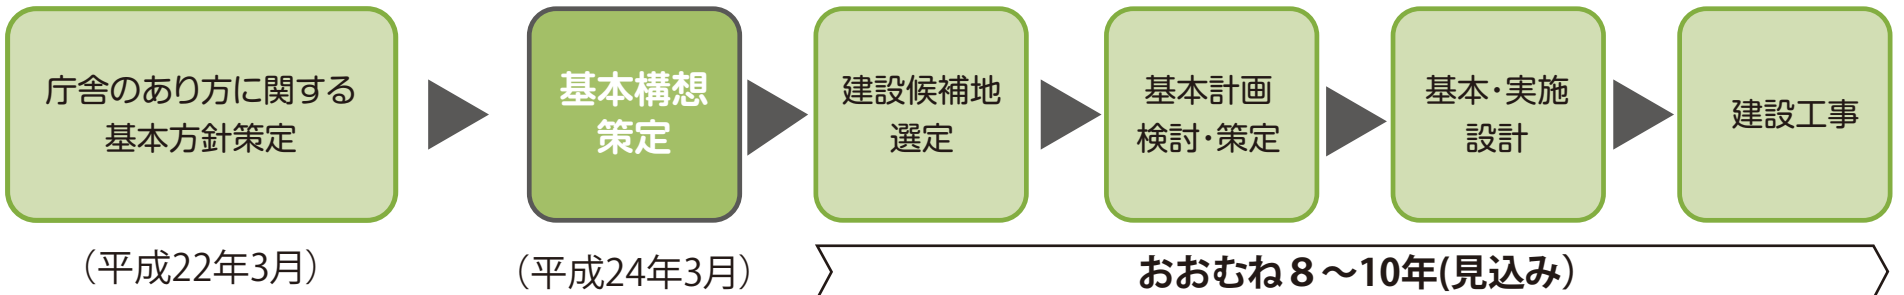 庁舎のあり方に関する
基本方針策定
基本構想
策定
建設候補地
選定
基本計画
検討・策定
基本・実施
設計
建設工事
（平成22年3月）
（平成24年3月）
おおむね８～10年(見込み）